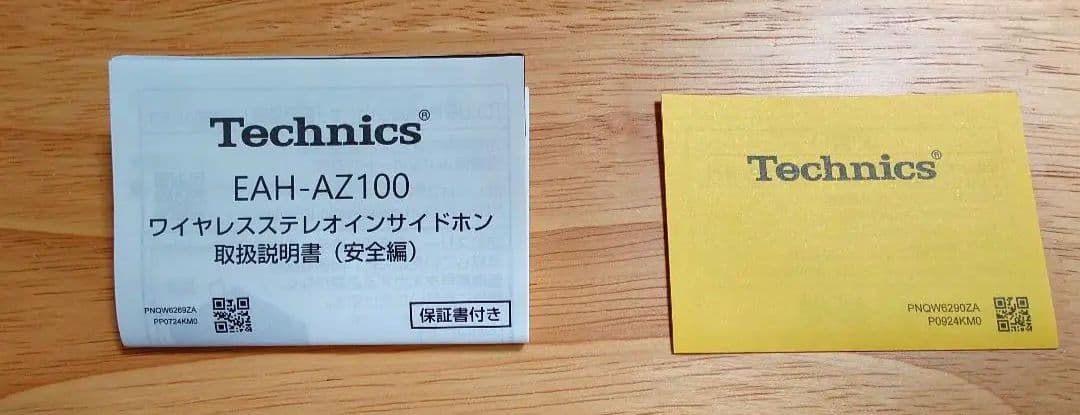 Technics®
EAH-AZ100
ワイヤレスステレオインサイドホン
取扱説明書（安全編）
PNQW6269ZA
PP0724KM0
保証書付き
Technics®
PNQW6290ZA
P0924KM0